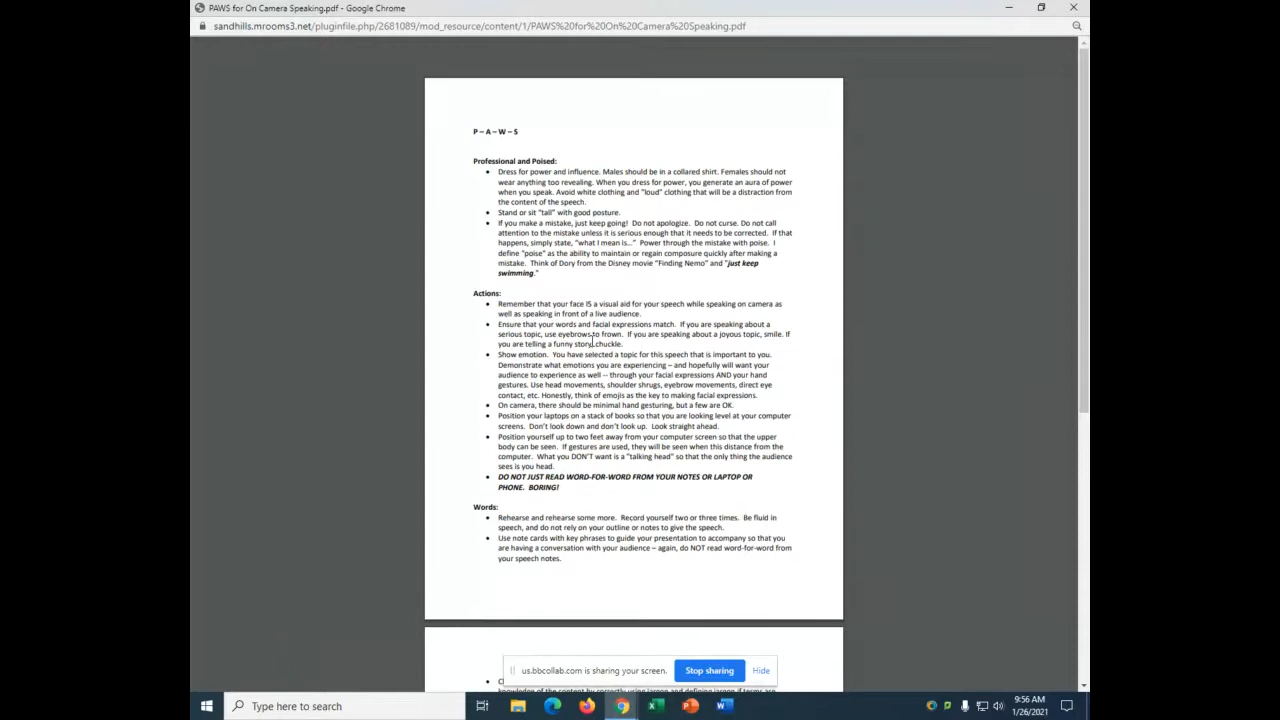 PAWS for On Camera Speaking.pdf - Google Chrome
sandhills.mrooms3.net/pluginfile.php/2681089/mod_resource/content/1/PAWS%20for%20On%20Camera%20Speaking.pdf
P – A – W – S
Professional and Poised:
• Dress for power and influence. Males should be in a collared shirt. Females should not
wear anything too revealing. When you dress for power, you generate an aura of power
when you speak. Avoid white clothing and "loud" clothing that will be a distraction from
the content of the speech.
• Stand or sit "tall" with good posture.
• If you make a mistake, just keep going! Do not apologize. Do not curse. Do not call
attention to the mistake unless it is serious enough that it needs to be corrected. If that
happens, simply state, "what I mean is…" Power through the mistake with poise. I
define "poise" as the ability to maintain or regain composure quickly after making a
mistake. Think of Dory from the Disney movie "Finding Nemo" and "just keep
swimming."
Actions:
• Remember that your face IS a visual aid for your speech while speaking on camera as
well as speaking in front of a live audience.
• Ensure that your words and facial expressions match. If you are speaking about a
serious topic, use eyebrows to frown. If you are speaking about a joyous topic, smile. If
you are telling a funny story, chuckle.
• Show emotion. You have selected a topic for this speech that is important to you.
Demonstrate what emotions you are experiencing – and hopefully will want your
audience to experience as well -- through your facial expressions AND your hand
gestures. Use head movements, shoulder shrugs, eyebrow movements, direct eye
contact, etc. Honestly, think of emojis as the key to making facial expressions.
• On camera, there should be minimal hand gesturing, but a few are OK.
• Position your laptops on a stack of books so that you are looking level at your computer
screens. Don't look down and don't look up. Look straight ahead.
• Position yourself up to two feet away from your computer screen so that the upper
body can be seen. If gestures are used, they will be seen when this distance from the
computer. What you DON'T want is a "talking head" so that the only thing the audience
sees is you head.
• DO NOT JUST READ WORD-FOR-WORD FROM YOUR NOTES OR LAPTOP OR
PHONE. BORING!
Words:
• Rehearse and rehearse some more. Record yourself two or three times. Be fluid in
speech, and do not rely on your outline or notes to give the speech.
• Use note cards with key phrases to guide your presentation to accompany so that you
are having a conversation with your audience – again, do NOT read word-for-word from
your speech notes.
us.bbcollab.com is sharing your screen.
Stop sharing
Hide
knowledge of the content by correctly using jargon and defining jargon if terms are
Type here to search
9:56 AM
1/26/2021